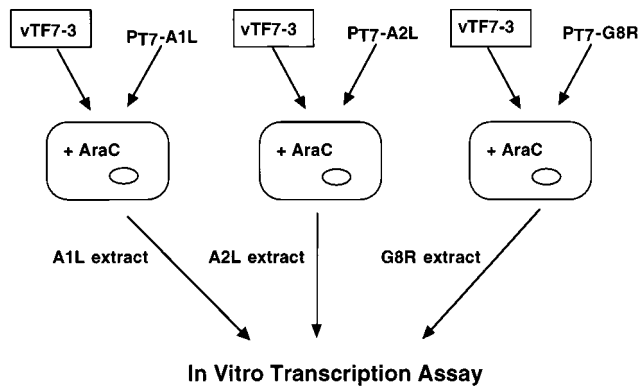 vTF7-3 PT7-A1L vTF7-3 PT7-A2L vTF7-3 PT7-G8R
+ AraC + AraC + AraC
A1L extract A2L extract G8R extract
In Vitro Transcription Assay